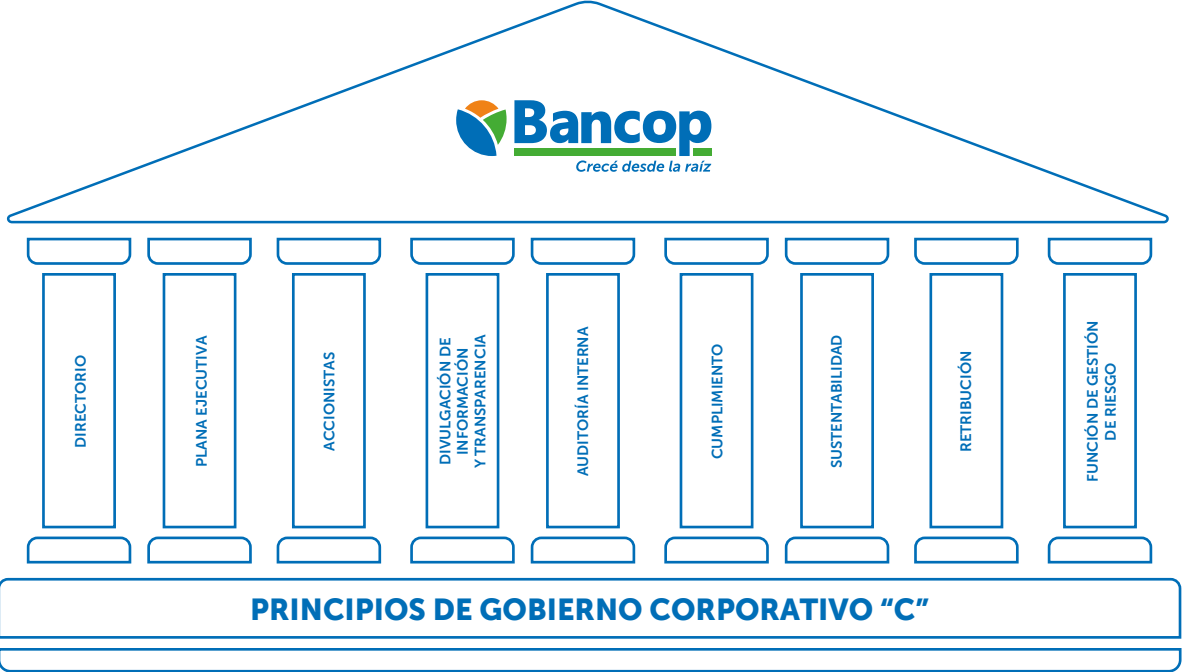 Bancop
Crecé desde la raíz
DIRECTORIO
PLANA EJECUTIVA
ACCIONISTAS
DIVULGACIÓN DE
INFORMACIÓN
Y TRANSPARENCIA
AUDITORÍA INTERNA
CUMPLIMIENTO
SUSTENTABILIDAD
RETRIBUCIÓN
FUNCIÓN DE GESTIÓN
DE RIESGO
PRINCIPIOS DE GOBIERNO CORPORATIVO “C”